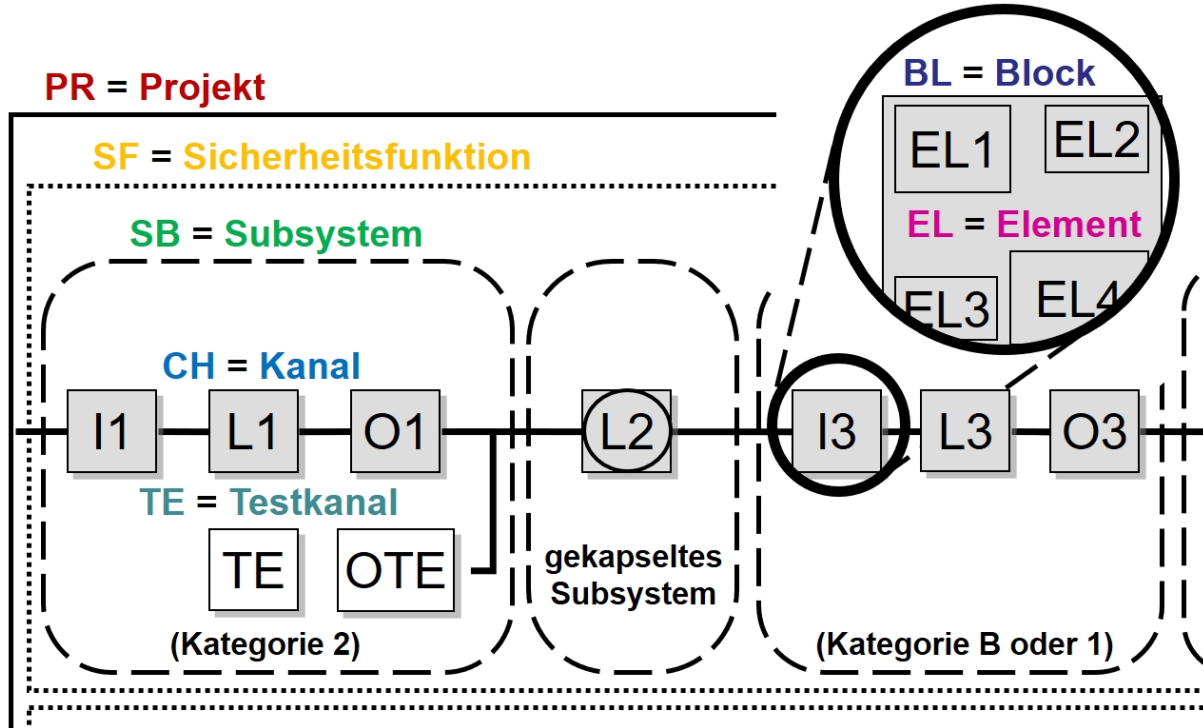 PR = Projekt
SF = Sicherheitsfunktion
SB = Subsystem
CH = Kanal
I1 L1 O1
TE = Testkanal
TE OTE
(Kategorie 2)
L2
gekapseltes
Subsystem
BL = Block
EL1 EL2
EL = Element
EL3 EL4
I3 L3 O3
(Kategorie B oder 1)